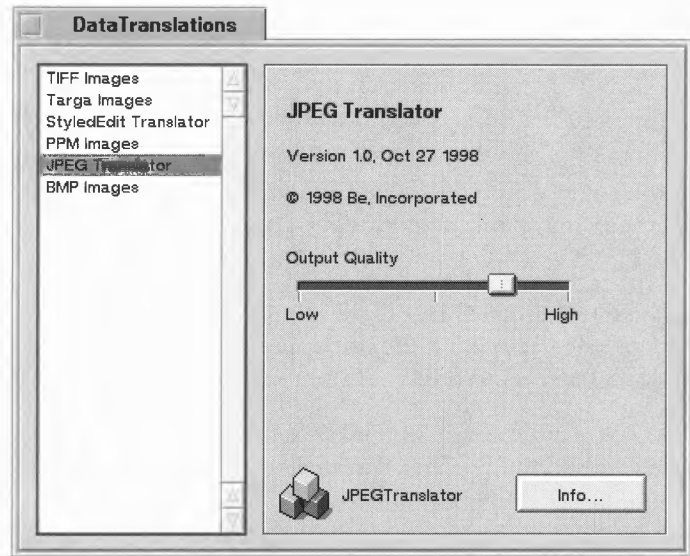 DataTranslations
TIFF Images
Targa Images
StyledEdit Translator
PPM Images
JPEG Translator
BMP Images
JPEG Translator
Version 1.0, Oct 27 1998
© 1998 Be, Incorporated
Output Quality
Low High
JPEGTranslator
Info...